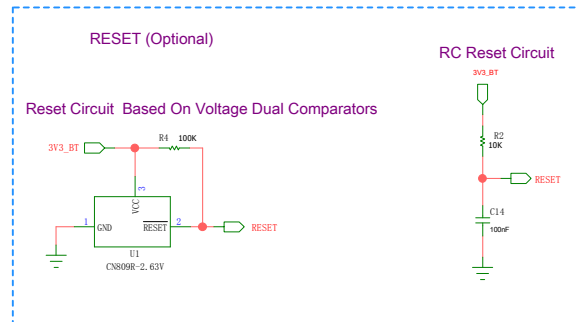 RESET (Optional)
RC Reset Circuit
3V3_BT
Reset Circuit Based On Voltage Dual Comparators
R4 100K
3V3_BT
R2
10K
3
VCC
RESET
1
GND
RESET
2
RESET
U1
CN809R-2.63V
C14
100nF